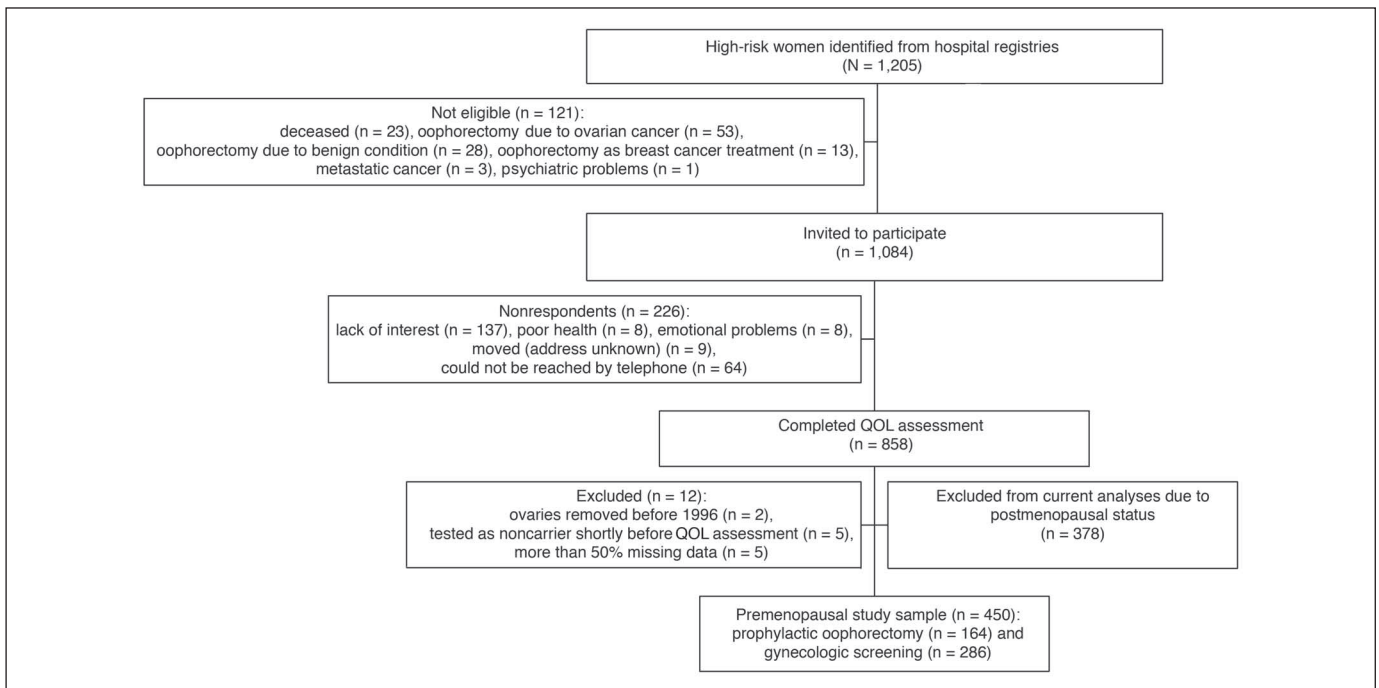 High-risk women identified from hospital registries
(N = 1,205)
Not eligible (n = 121):
deceased (n = 23), oophorectomy due to ovarian cancer (n = 53),
oophorectomy due to benign condition (n = 28), oophorectomy as breast cancer treatment (n = 13),
metastatic cancer (n = 3), psychiatric problems (n = 1)
Invited to participate
(n = 1,084)
Nonrespondents (n = 226):
lack of interest (n = 137), poor health (n = 8), emotional problems (n = 8),
moved (address unknown) (n = 9),
could not be reached by telephone (n = 64)
Completed QOL assessment
(n = 858)
Excluded (n = 12):
ovaries removed before 1996 (n = 2),
tested as noncarrier shortly before QOL assessment (n = 5),
more than 50% missing data (n = 5)
Excluded from current analyses due to
postmenopausal status
(n = 378)
Premenopausal study sample (n = 450):
prophylactic oophorectomy (n = 164) and
gynecologic screening (n = 286)